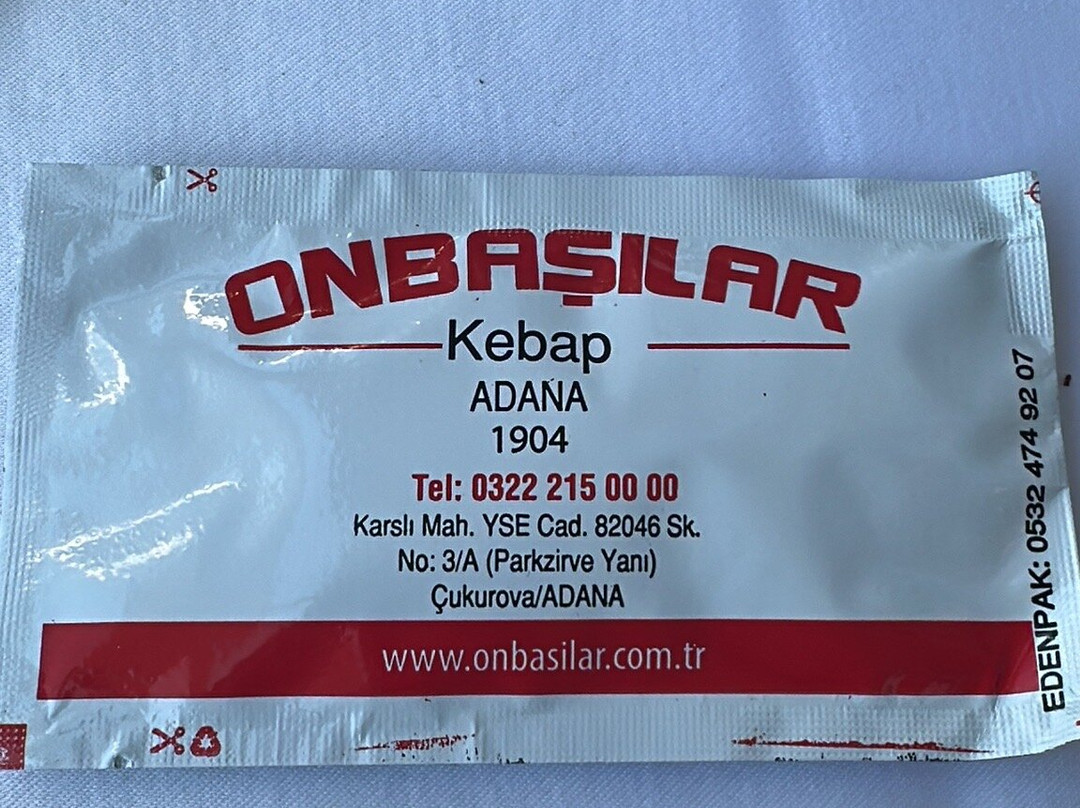 ONBAŞILAR
Kebap
ADANA
1904
Tel: 0322 215 00 00
Karslı Mah. YSE Cad. 82046 Sk.
No: 3/A (Parkzirve Yanı)
Çukurova/ADANA
www.onbasilar.com.tr
EDENPAK: 0532 474 92 07